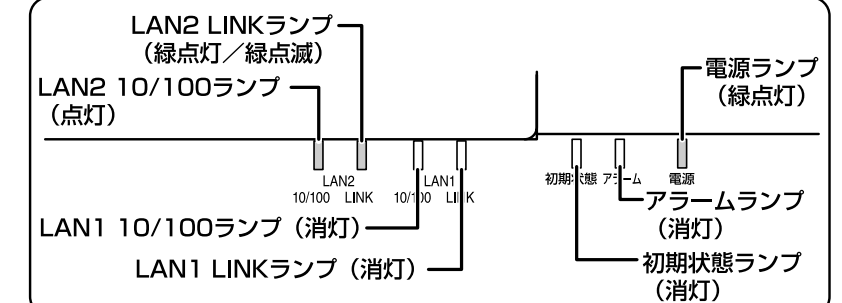 LAN2 LINKランプ
（緑点灯／緑点滅）
LAN2 10/100ランプ
（点灯）
電源ランプ
（緑点灯）
LAN2
10/100 LINK
LAN1
10/100 LINK
初期状態 アラーム 電源
LAN1 10/100ランプ（消灯）
LAN1 LINKランプ（消灯）
アラームランプ
（消灯）
初期状態ランプ
（消灯）